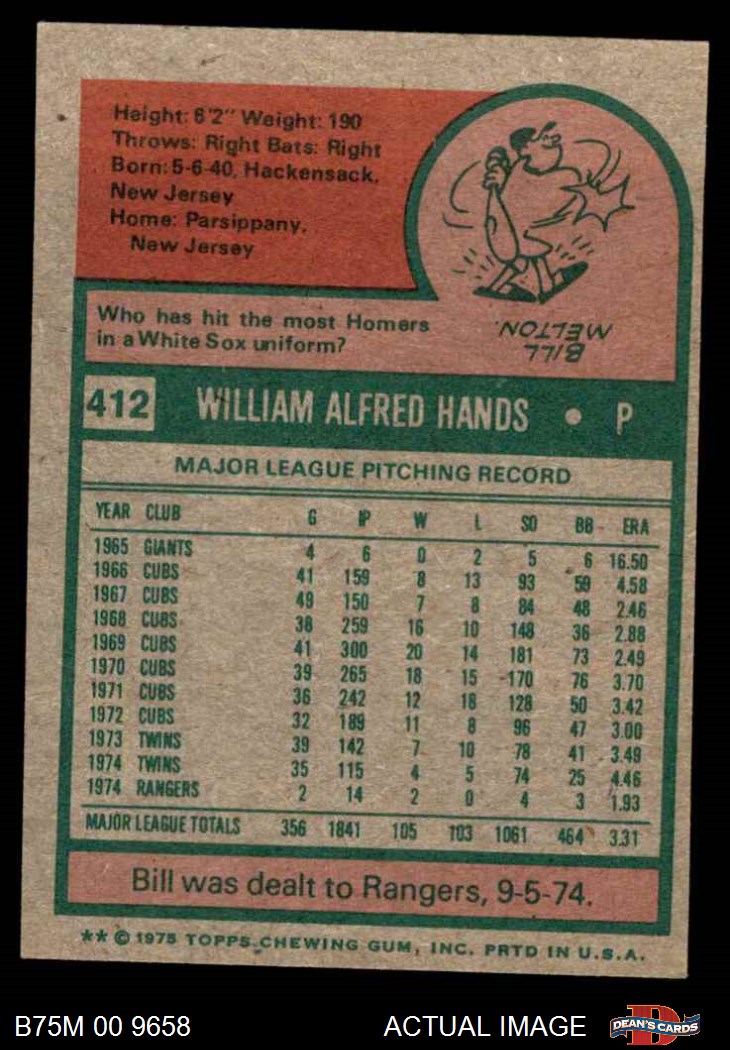 Height: 6'2" Weight: 190
Throws: Right Bats: Right
Born: 5-6-40, Hackensack,
New Jersey
Home: Parsippany,
New Jersey
Who has hit the most Homers
in a White Sox uniform?
BILL
MELTON.
412 WILLIAM ALFRED HANDS • P
MAJOR LEAGUE PITCHING RECORD
YEAR CLUB G IP W L SO BB ERA
1965 GIANTS 4 6 0 2 5 6 16.50
1966 CUBS 41 159 8 13 93 59 4.58
1967 CUBS 49 150 7 8 84 48 2.46
1968 CUBS 38 259 16 10 148 36 2.88
1969 CUBS 41 300 20 14 181 73 2.49
1970 CUBS 39 265 18 15 170 76 3.70
1971 CUBS 36 242 12 18 128 50 3.42
1972 CUBS 32 189 11 8 96 47 3.00
1973 TWINS 39 142 7 10 78 41 3.49
1974 TWINS 35 115 4 5 74 25 4.46
1974 RANGERS 2 14 2 0 4 3 1.93
MAJOR LEAGUE TOTALS 356 1841 105 103 1061 464 3.31
Bill was dealt to Rangers, 9-5-74.
** © 1975 TOPPS CHEWING GUM, INC. PRTD IN U.S.A.
B75M 00 9658 ACTUAL IMAGE DEAN'S CARDS